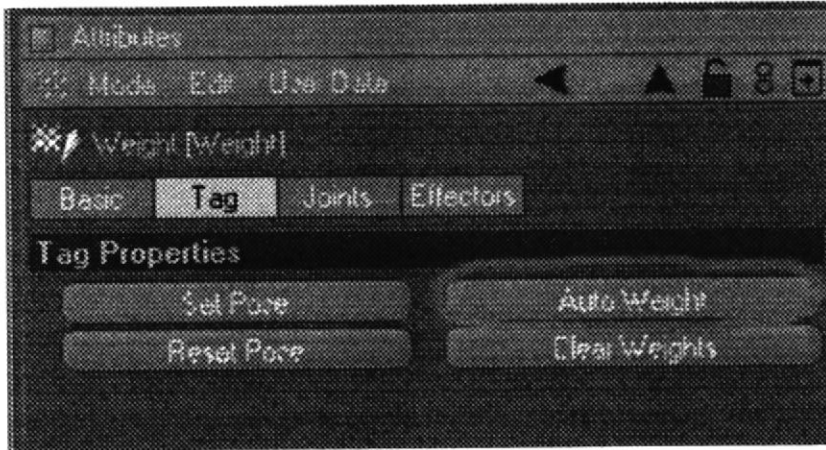 Attributes
Mode Edit User Data
Weight [Weight]
Basic Tag Joints Effectors
Tag Properties
Set Pose Auto Weight
Reset Pose Clear Weights